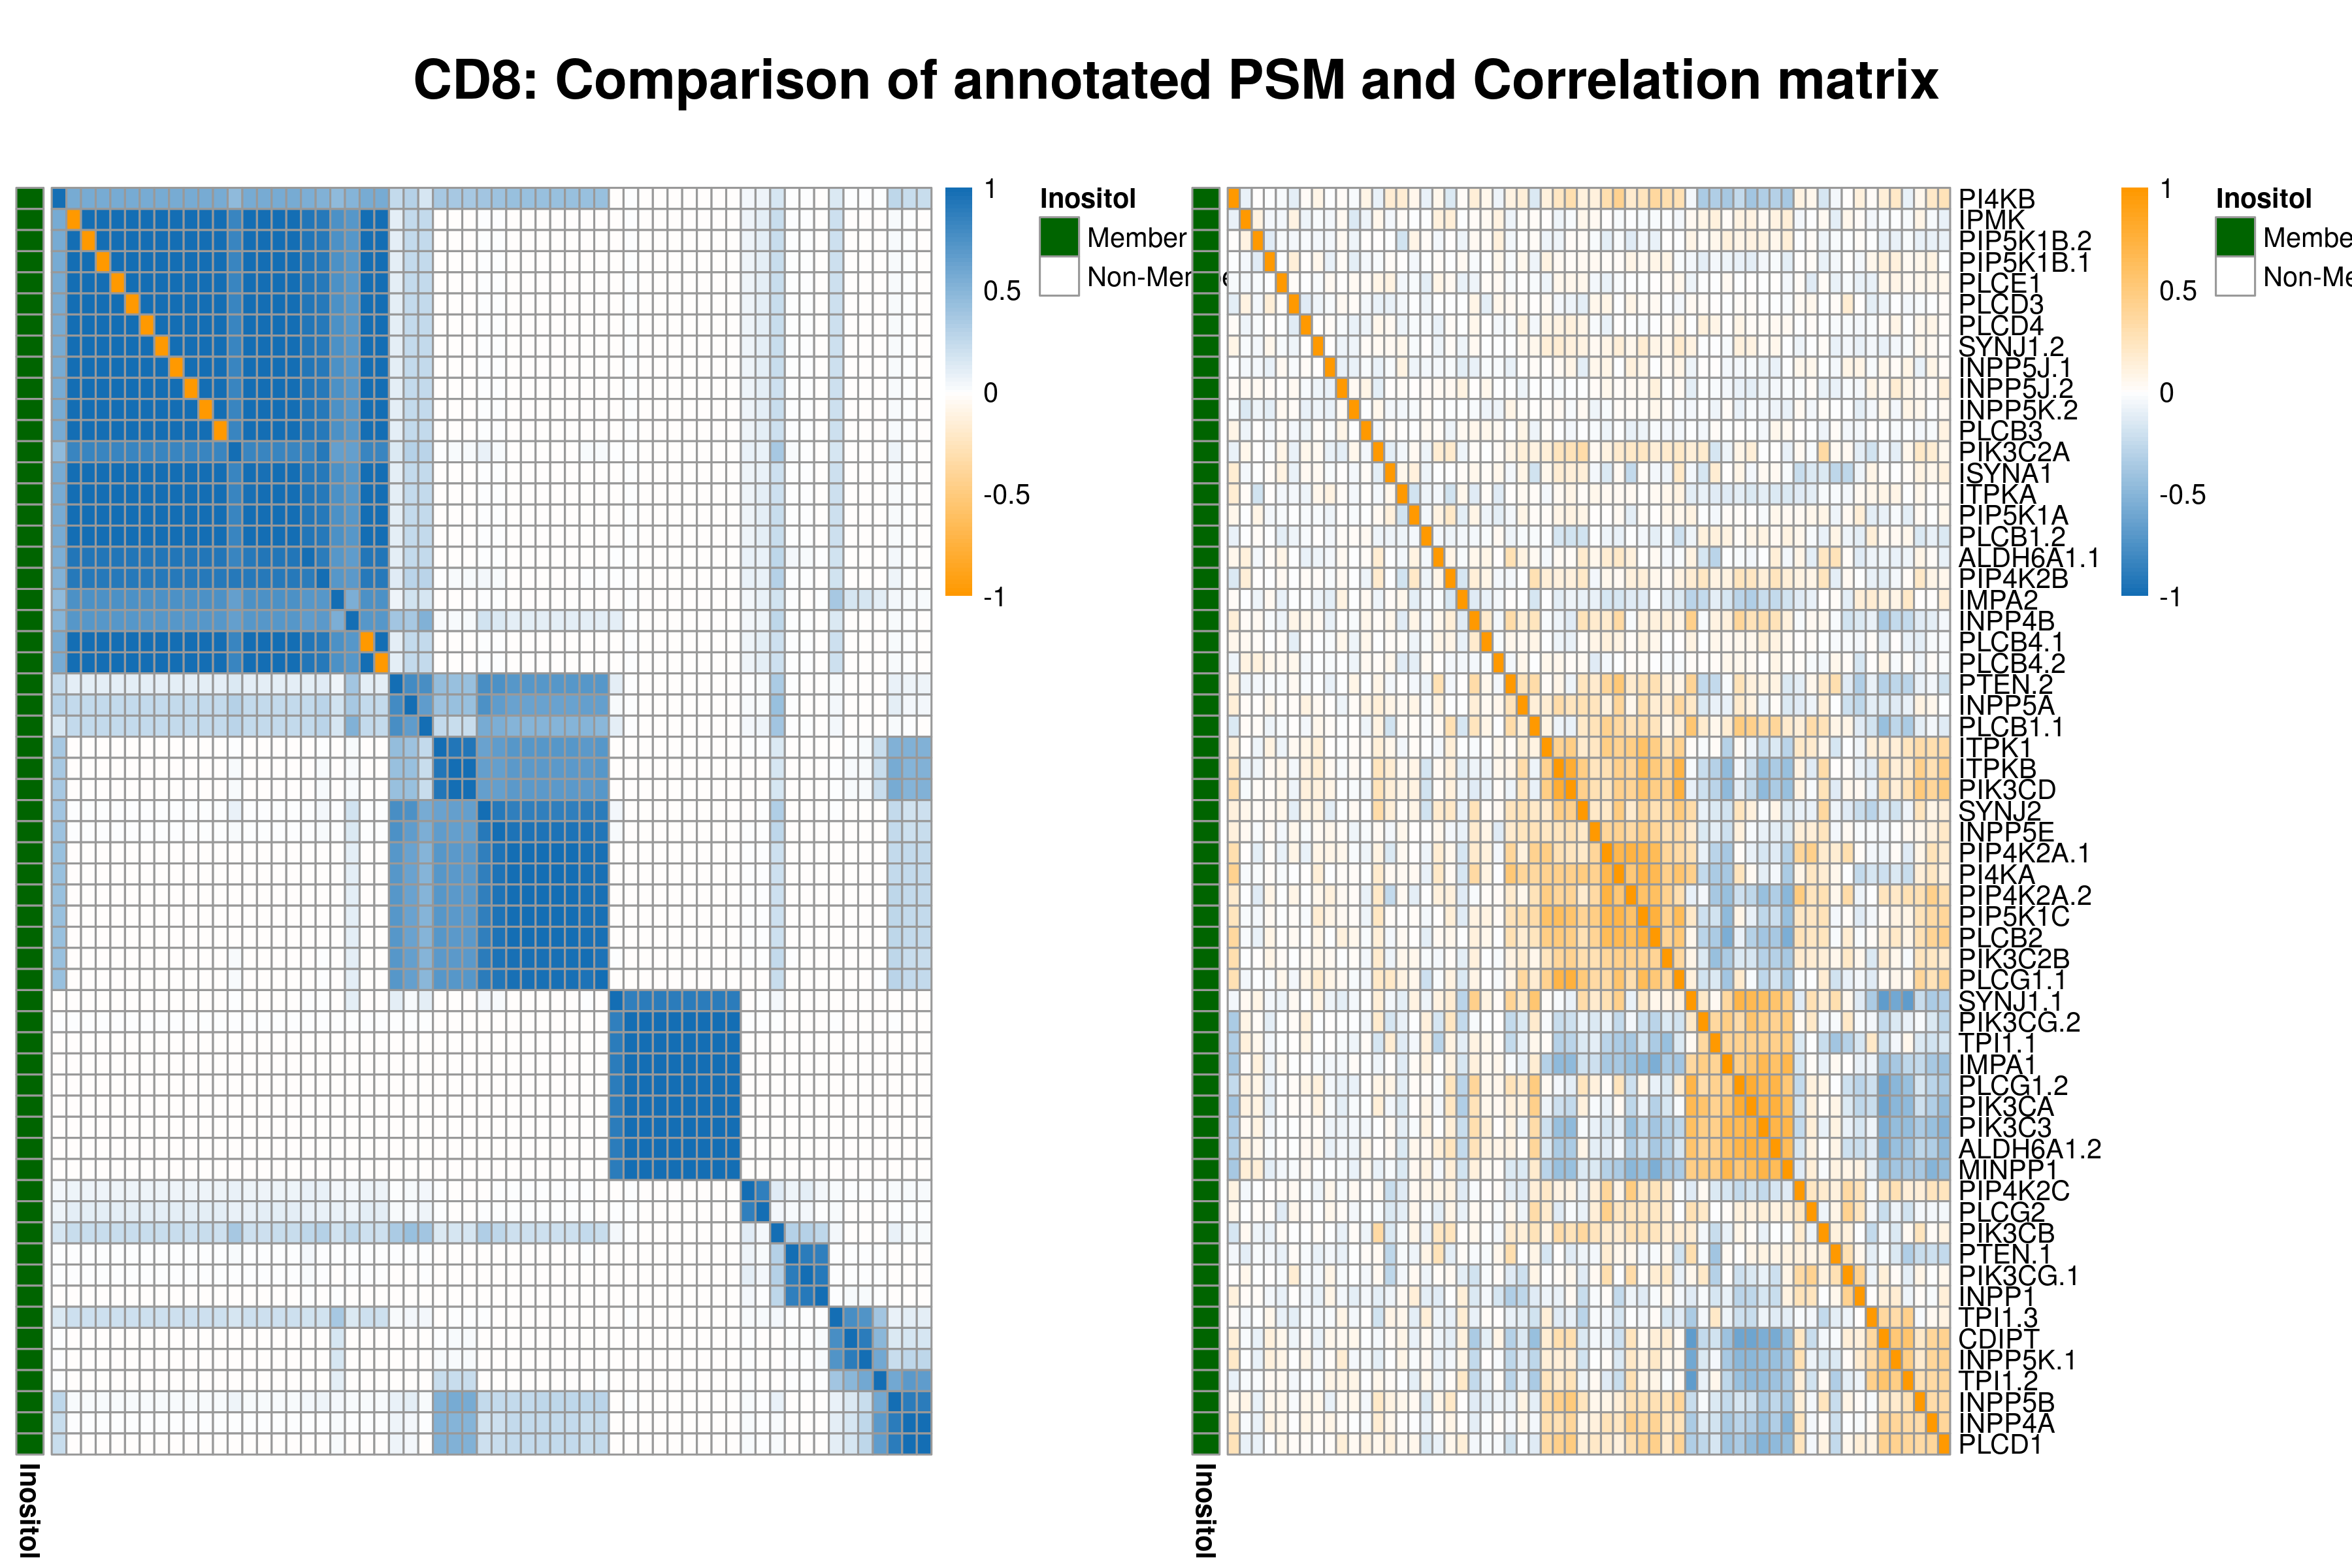 CD8: Comparison of annotated PSM and Correlation matrix
1
0.5
0
-0.5
-1
Inositol
Member
Non-Mem
Inositol
PI4KB
IPMK
PIP5K1B.2
PIP5K1B.1
PLCE1
PLCD3
PLCD4
SYNJ1.2
INPP5J.1
INPP5J.2
INPP5K.2
PLCB3
PIK3C2A
ISYNA1
ITPKA
PIP5K1A
PLCB1.2
ALDH6A1.1
PIP4K2B
IMPA2
INPP4B
PLCB4.1
PLCB4.2
PTEN.2
INPP5A
PLCB1.1
ITPK1
ITPKB
PIK3CD
SYNJ2
INPP5E
PIP4K2A.1
PI4KA
PIP4K2A.2
PIP5K1C
PLCB2
PIK3C2B
PLCG1.1
SYNJ1.1
PIK3CG.2
TPI1.1
IMPA1
PLCG1.2
PIK3CA
PIK3C3
ALDH6A1.2
MINPP1
PIP4K2C
PLCG2
PIK3CB
PTEN.1
PIK3CG.1
INPP1
TPI1.3
CDIPT
INPP5K.1
TPI1.2
INPP5B
INPP4A
PLCD1
Inositol
1
0.5
0
-0.5
-1
Inositol
Membe
Non-Me